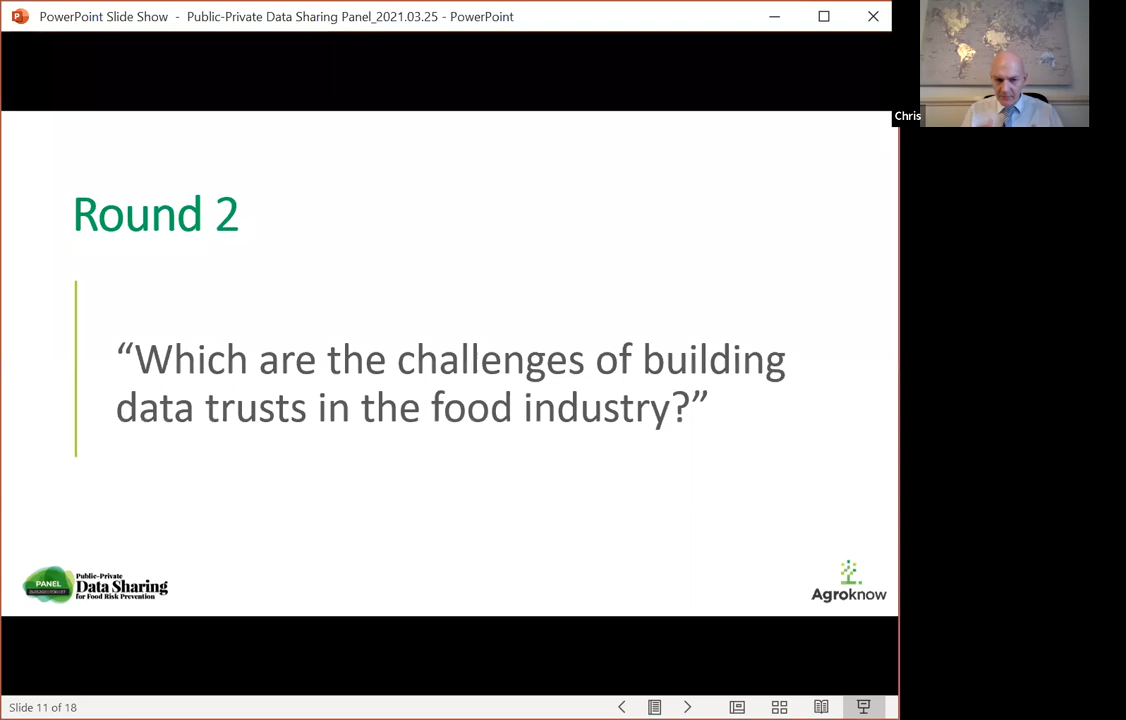 PowerPoint Slide Show - Public-Private Data Sharing Panel_2021.03.25 - PowerPoint
Chris
Round 2
“Which are the challenges of building
data trusts in the food industry?”
PANEL
Public-Private
Data Sharing
for Food Risk Prevention
Agroknow
Slide 11 of 18